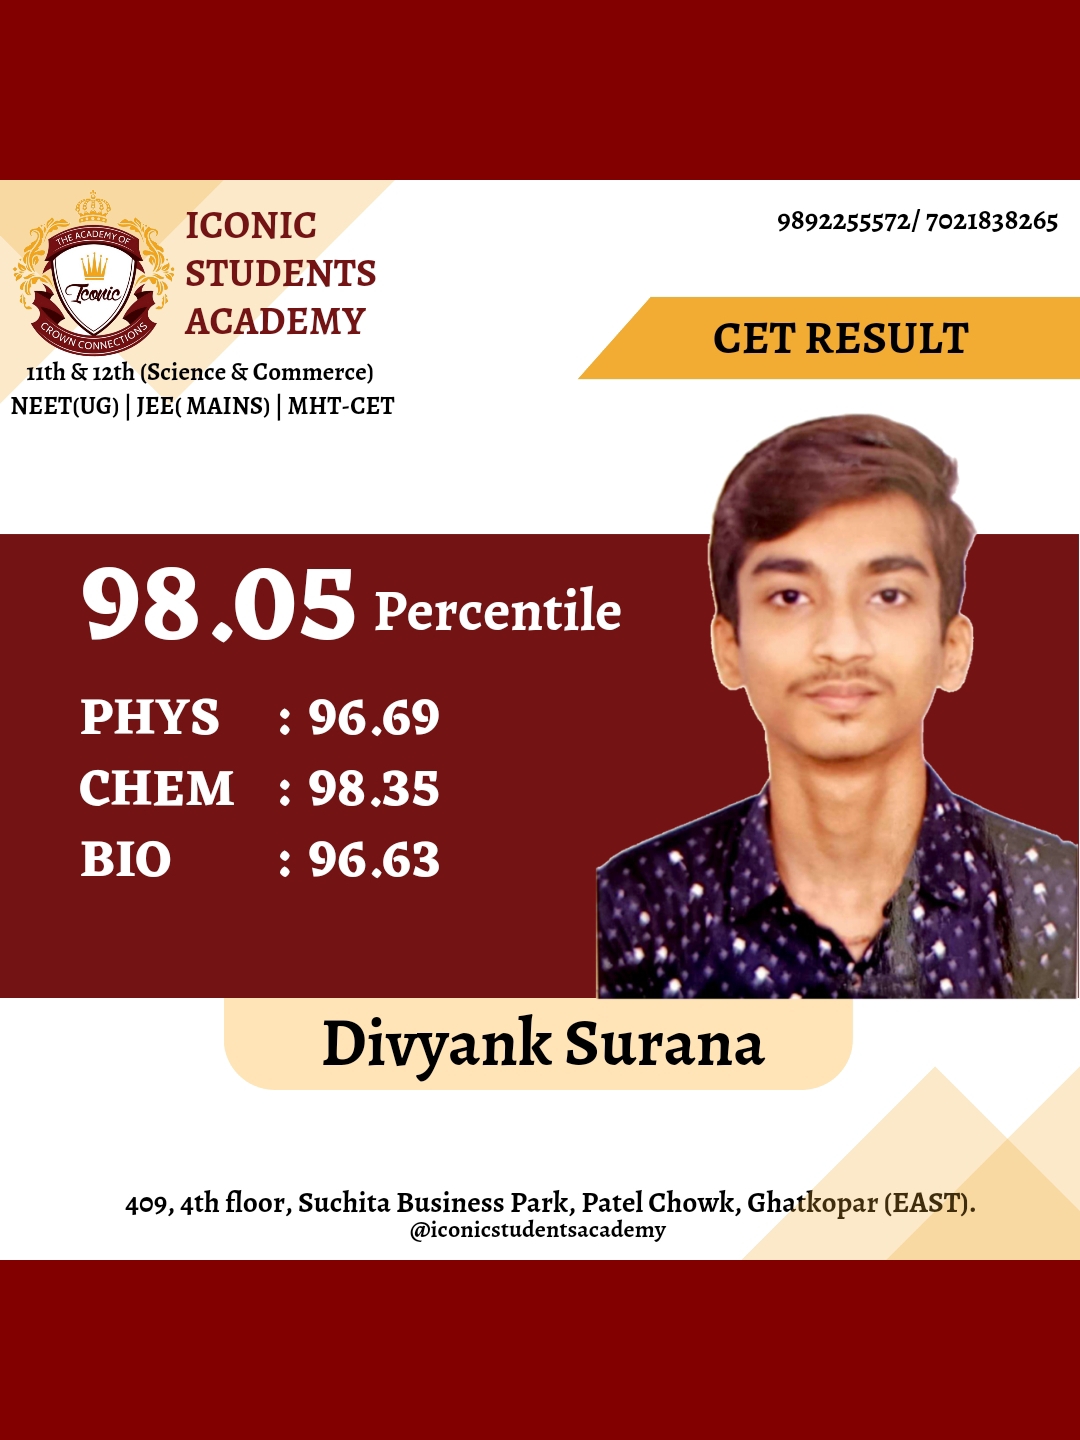 THE ACADEMY OF
Iconic
CROWN CONNECTIONS
ICONIC
STUDENTS
ACADEMY
11th & 12th (Science & Commerce)
NEET(UG) | JEE( MAINS) | MHT-CET
9892255572/ 7021838265
CET RESULT
98.05 Percentile
PHYS : 96.69
CHEM : 98.35
BIO : 96.63
Divyank Surana
409, 4th floor, Suchita Business Park, Patel Chowk, Ghatkopar (EAST).
@iconicstudentsacademy